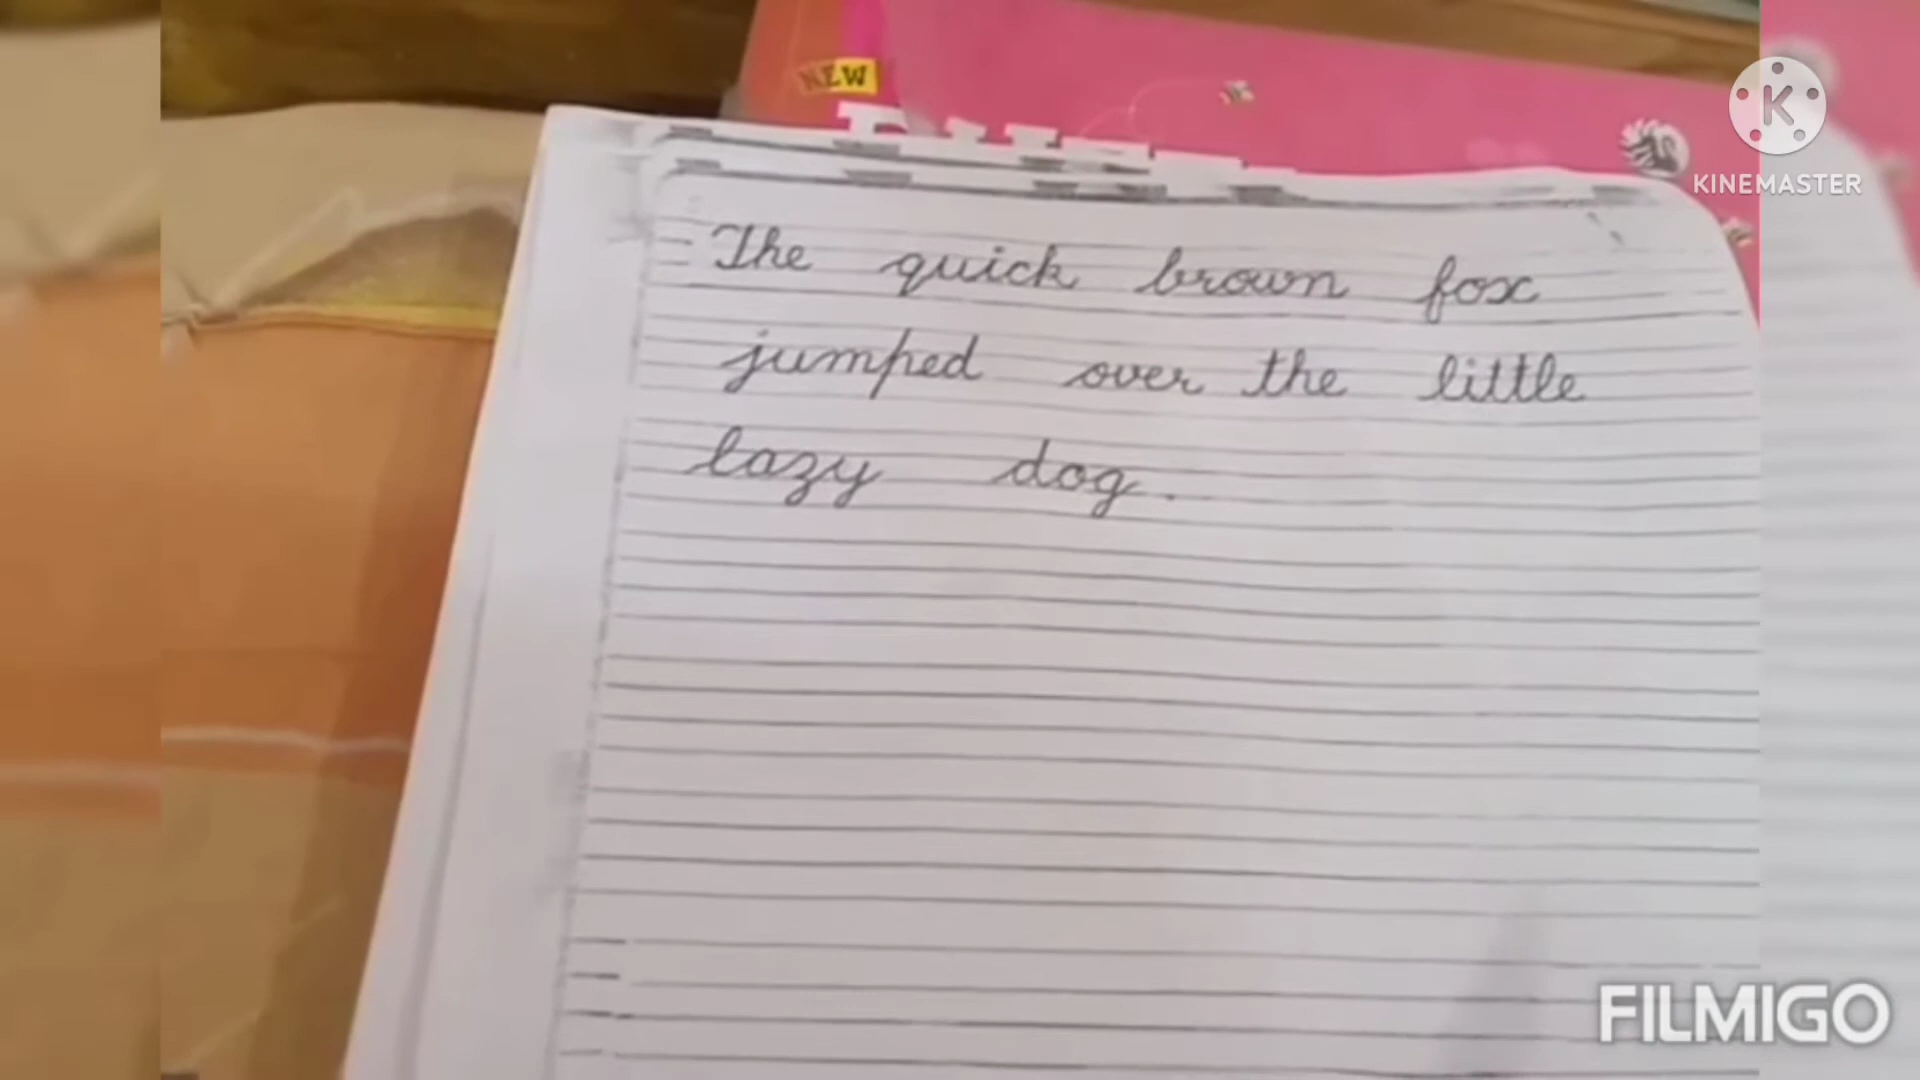 NEW
KINEMASTER
The quick brown fox
jumped over the little
lazy dog.
FILMIGO